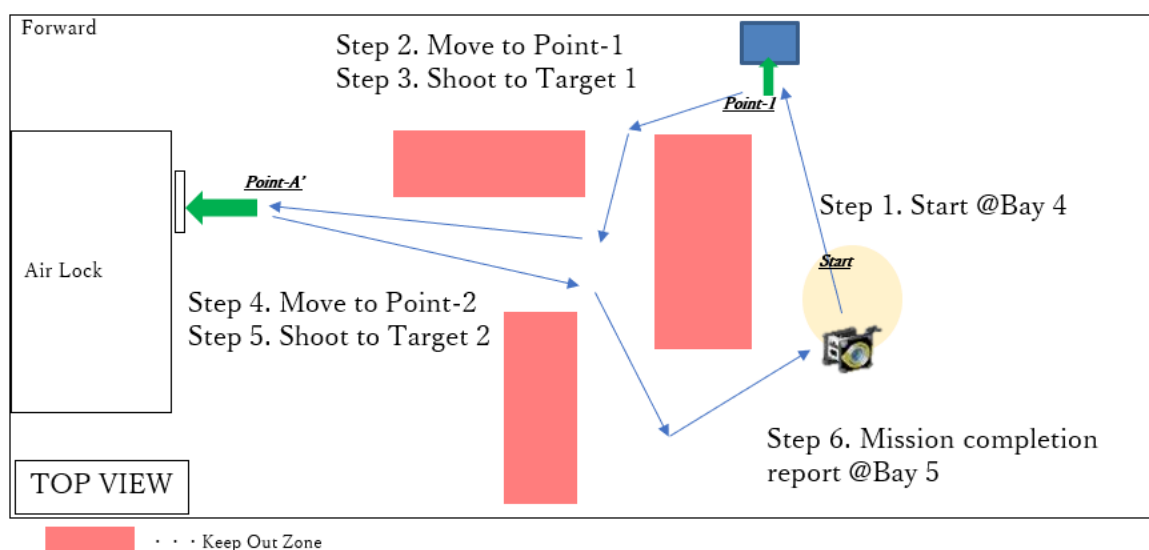 Forward
Step 2. Move to Point-1
Step 3. Shoot to Target 1
Point-1
Point-A'
Step 1. Start @Bay 4
Start
Air Lock
Step 4. Move to Point-2
Step 5. Shoot to Target 2
Step 6. Mission completion
report @Bay 5
TOP VIEW
・・・Keep Out Zone